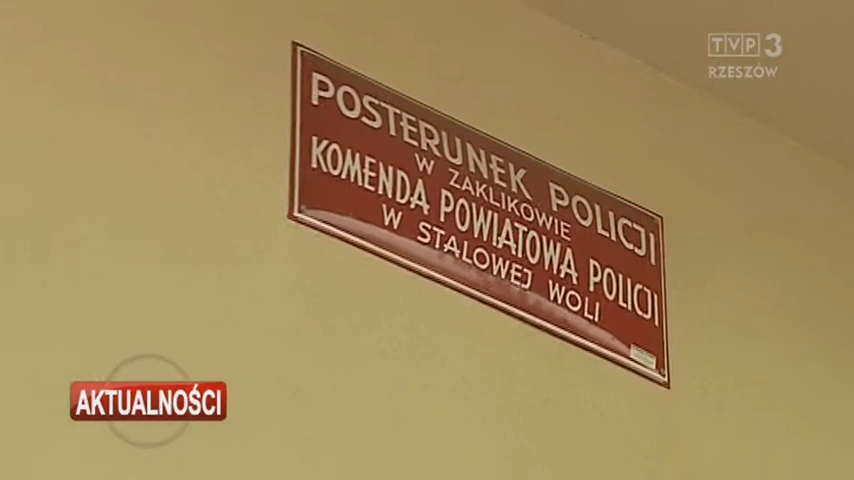 TVP3
RZESZÓW
POSTERUNEK POLICJI
W ZAKLIKOWIE
KOMENDA POWIATOWA POLICJI
W STALOWEJ WOLI
AKTUALNOŚCI